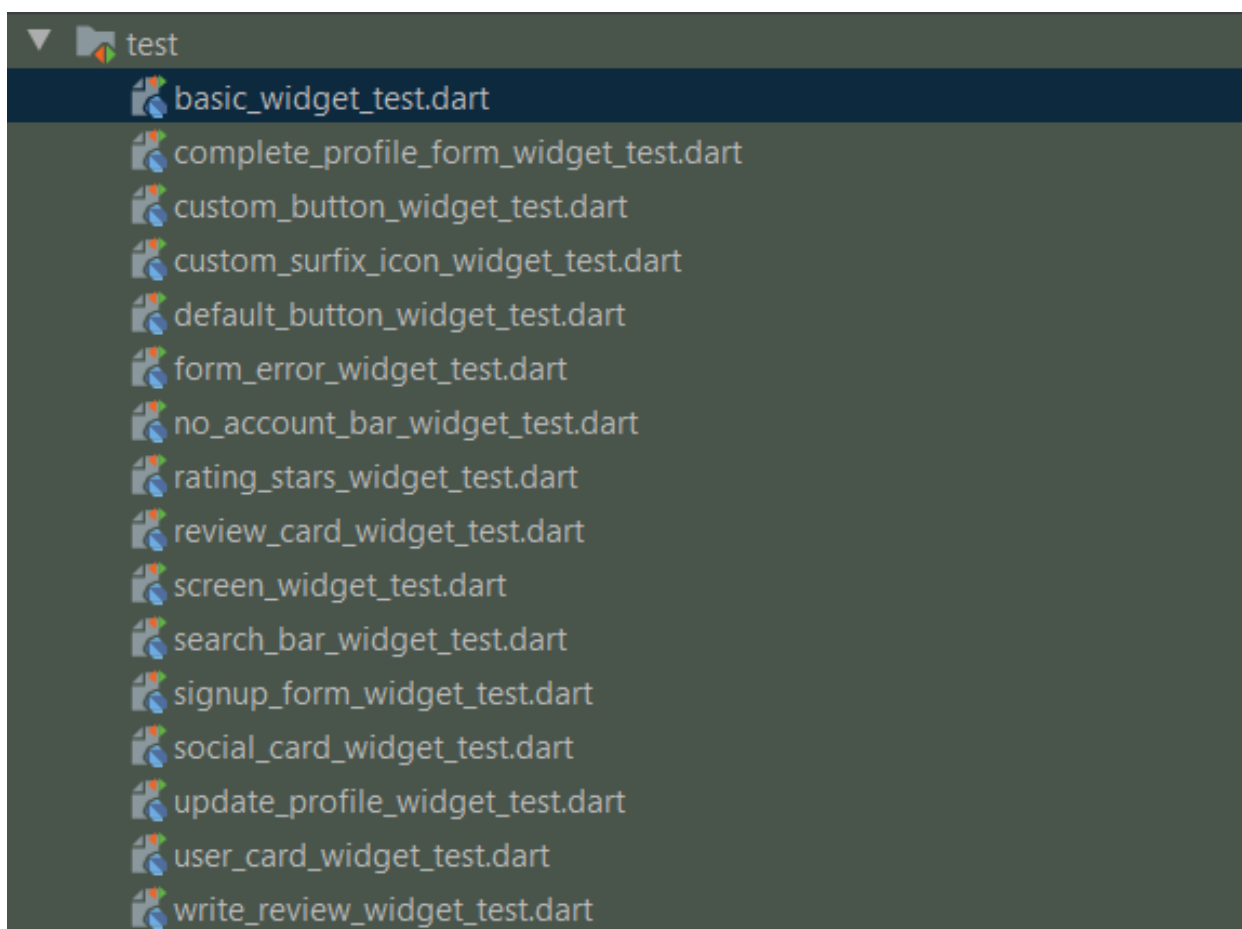 test
basic_widget_test.dart
complete_profile_form_widget_test.dart
custom_button_widget_test.dart
custom_surfix_icon_widget_test.dart
default_button_widget_test.dart
form_error_widget_test.dart
no_account_bar_widget_test.dart
rating_stars_widget_test.dart
review_card_widget_test.dart
screen_widget_test.dart
search_bar_widget_test.dart
signup_form_widget_test.dart
social_card_widget_test.dart
update_profile_widget_test.dart
user_card_widget_test.dart
write_review_widget_test.dart